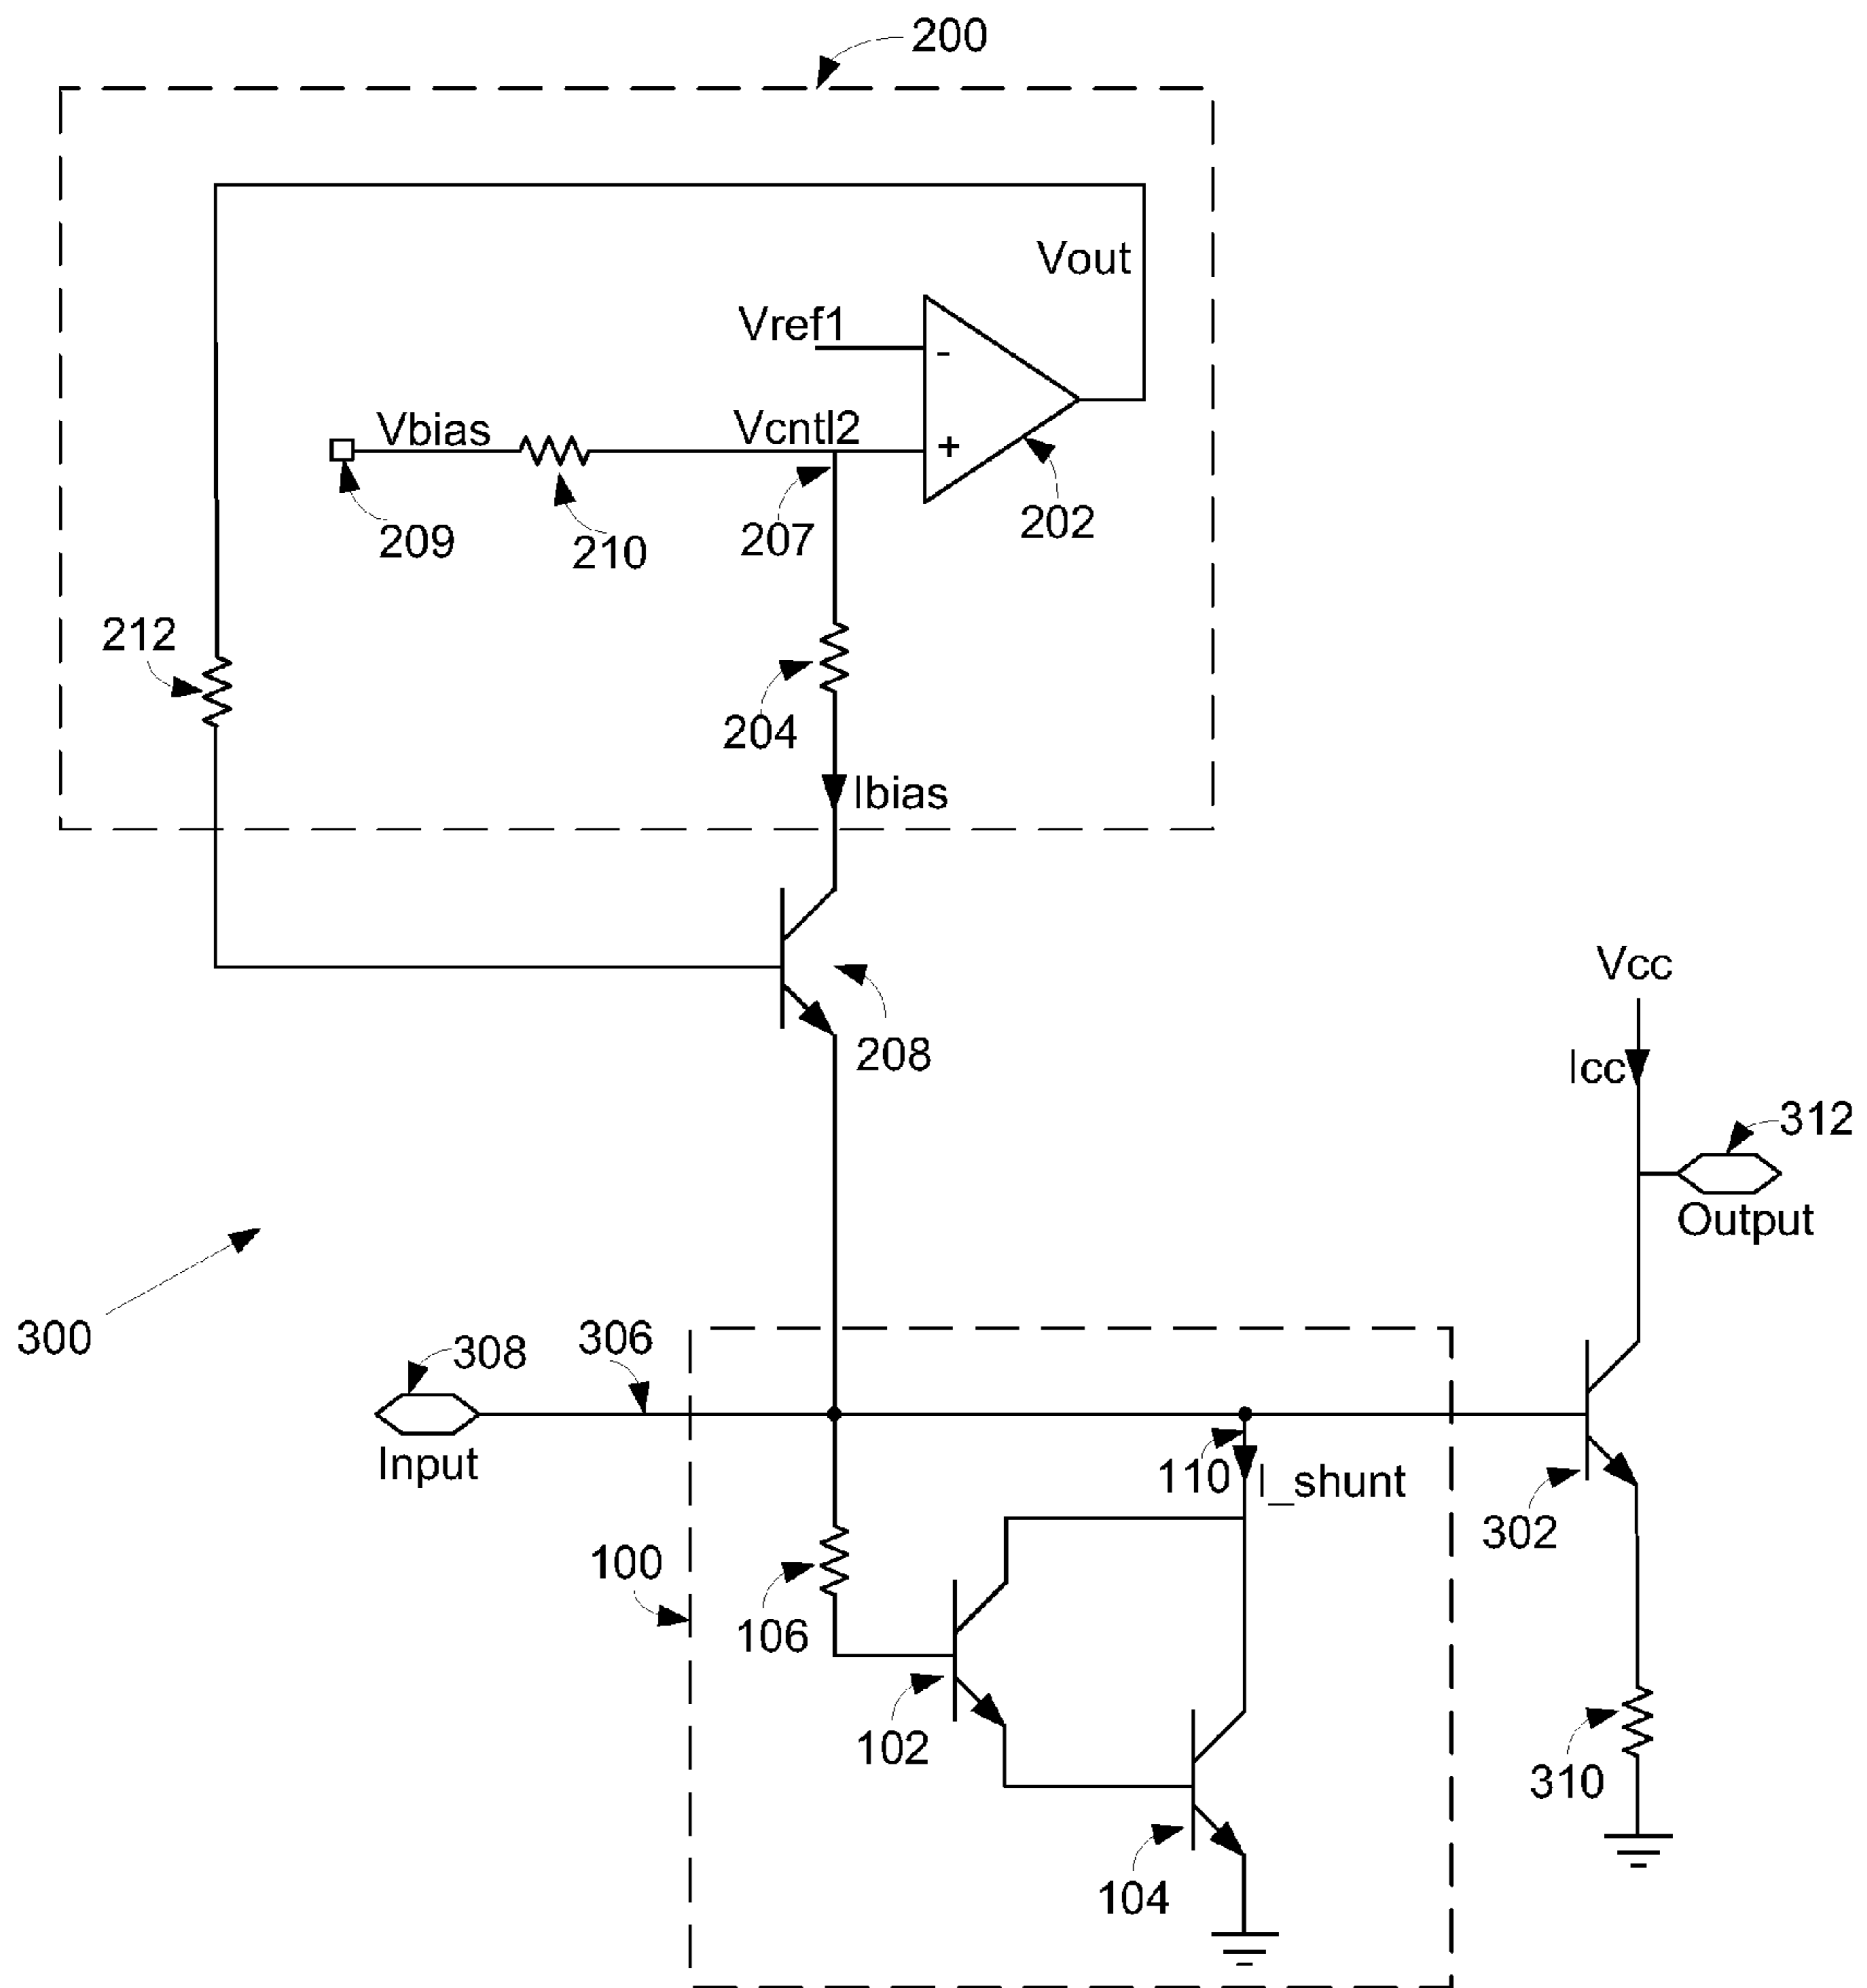 200
Vout
Vref1
-
Vbias
Vcntl2
+
209
210
207
202
212
204
Ibias
208
Vcc
Icc
312
Output
300
308
306
Input
110
I_shunt
302
100
106
102
310
104